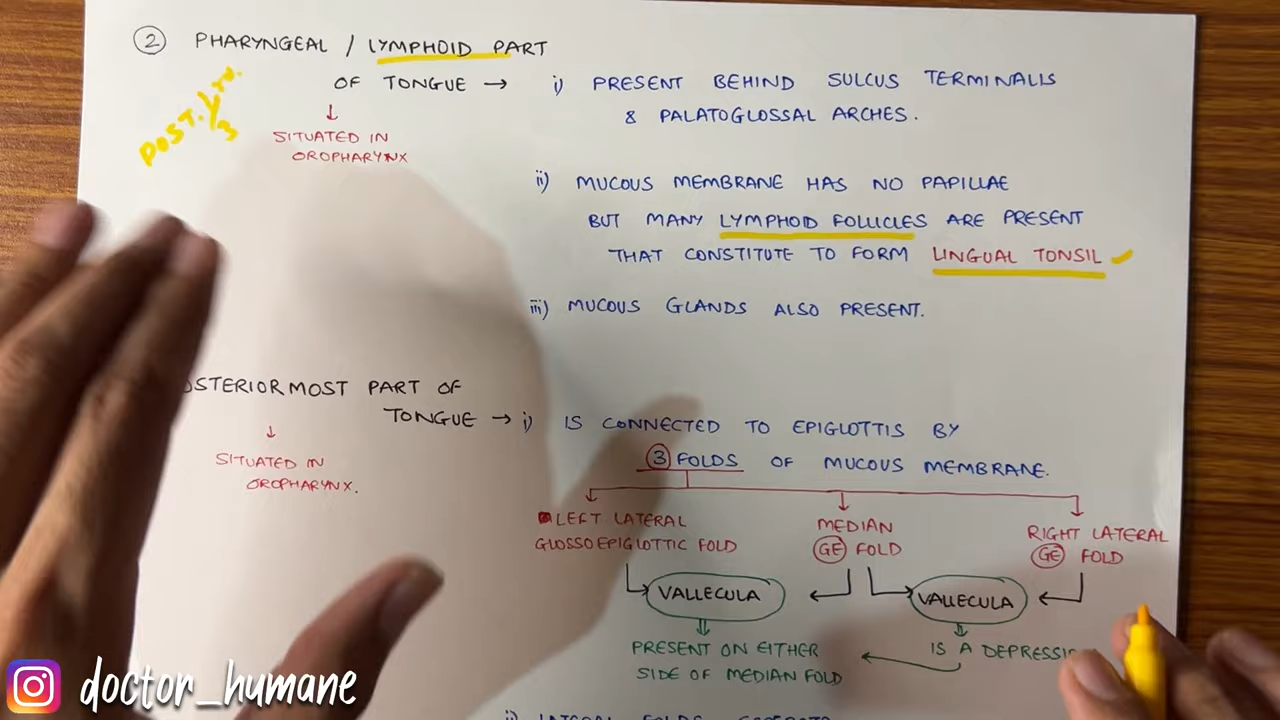 2 PHARYNGEAL / LYMPHOID PART
OF TONGUE →
POST. 1/3 rd.
↓
SITUATED IN
OROPHARYNX
i) PRESENT BEHIND SULCUS TERMINALIS
& PALATOGLOSSAL ARCHES.
ii) MUCOUS MEMBRANE HAS NO PAPILLAE
BUT MANY LYMPHOID FOLLICLES ARE PRESENT
THAT CONSTITUTE TO FORM LINGUAL TONSIL ✓
iii) MUCOUS GLANDS ALSO PRESENT.
OSTERIORMOST PART OF
TONGUE →
↓
SITUATED IN
OROPHARYNX.
i) IS CONNECTED TO EPIGLOTTIS BY
3 FOLDS OF MUCOUS MEMBRANE.
LEFT LATERAL
GLOSSOEPIGLOTTIC FOLD
MEDIAN
GE FOLD
RIGHT LATERAL
GE FOLD
VALLECULA
VALLECULA
PRESENT ON EITHER
SIDE OF MEDIAN FOLD
IS A DEPRESSI
doctor_humane